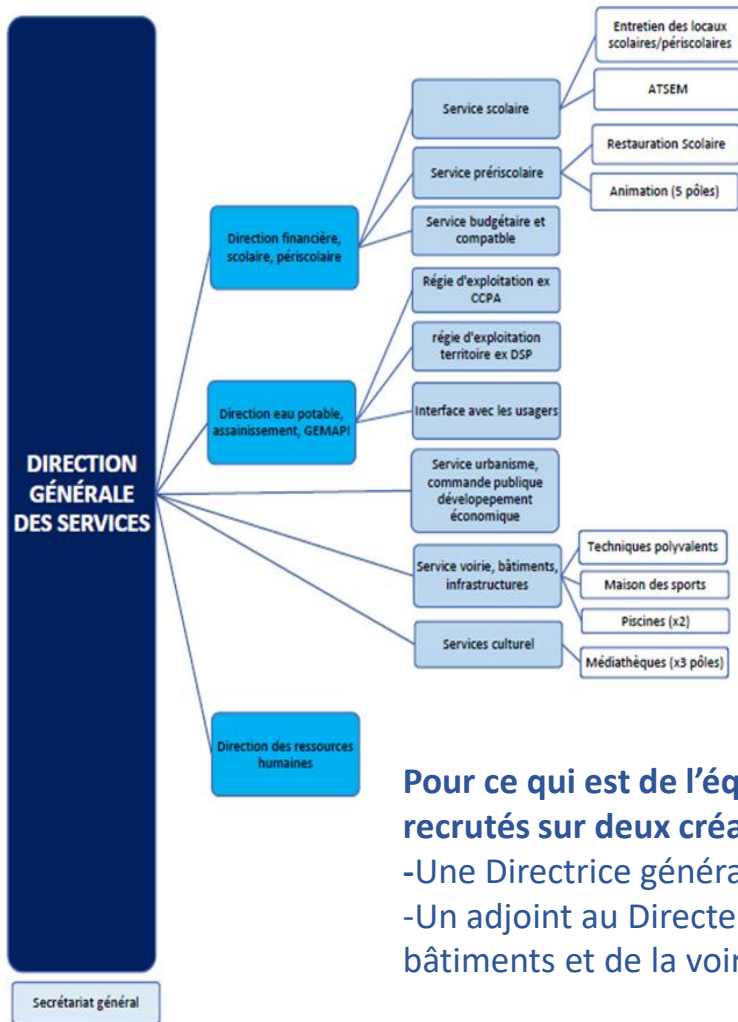 DIRECTION
GÉNÉRALE
DES SERVICES
Secrétariat général
Direction financière,
scolaire, périscolaire
Direction eau potable,
assainissement, GEMAPI
Direction des ressources
humaines
Service scolaire
Service prériscolaire
Service budgétaire et
compatble
Régie d'exploitation ex
CCPA
régie d'exploitation
territoire ex DSP
Interface avec les usagers
Service urbanisme,
commande publique
dévelopepement
économique
Service voirie, bâtiments,
infrastructures
Services culturel
Entretien des locaux
scolaires/périscolaires
ATSEM
Restauration Scolaire
Animation (5 pôles)
Techniques polyvalents
Maison des sports
Piscines (x2)
Médiathèques (x3 pôles)
Pour ce qui est de l’éq
recrutés sur deux créa
-Une Directrice généra
-Un adjoint au Directe
bâtiments et de la voir